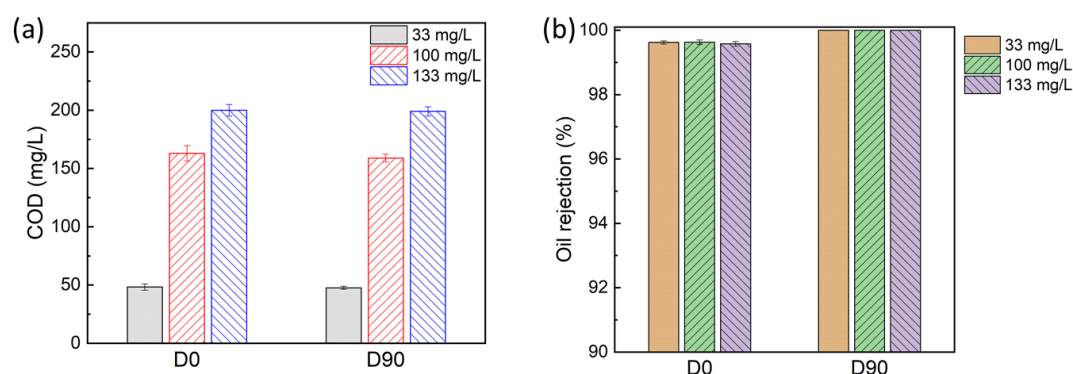 (a)
COD (mg/L)
250
200
150
100
50
0
33 mg/L
100 mg/L
133 mg/L
D0 D90
(b)
Oil rejection (%)
100
98
96
94
92
90
33 mg/L
100 mg/L
133 mg/L
D0 D90